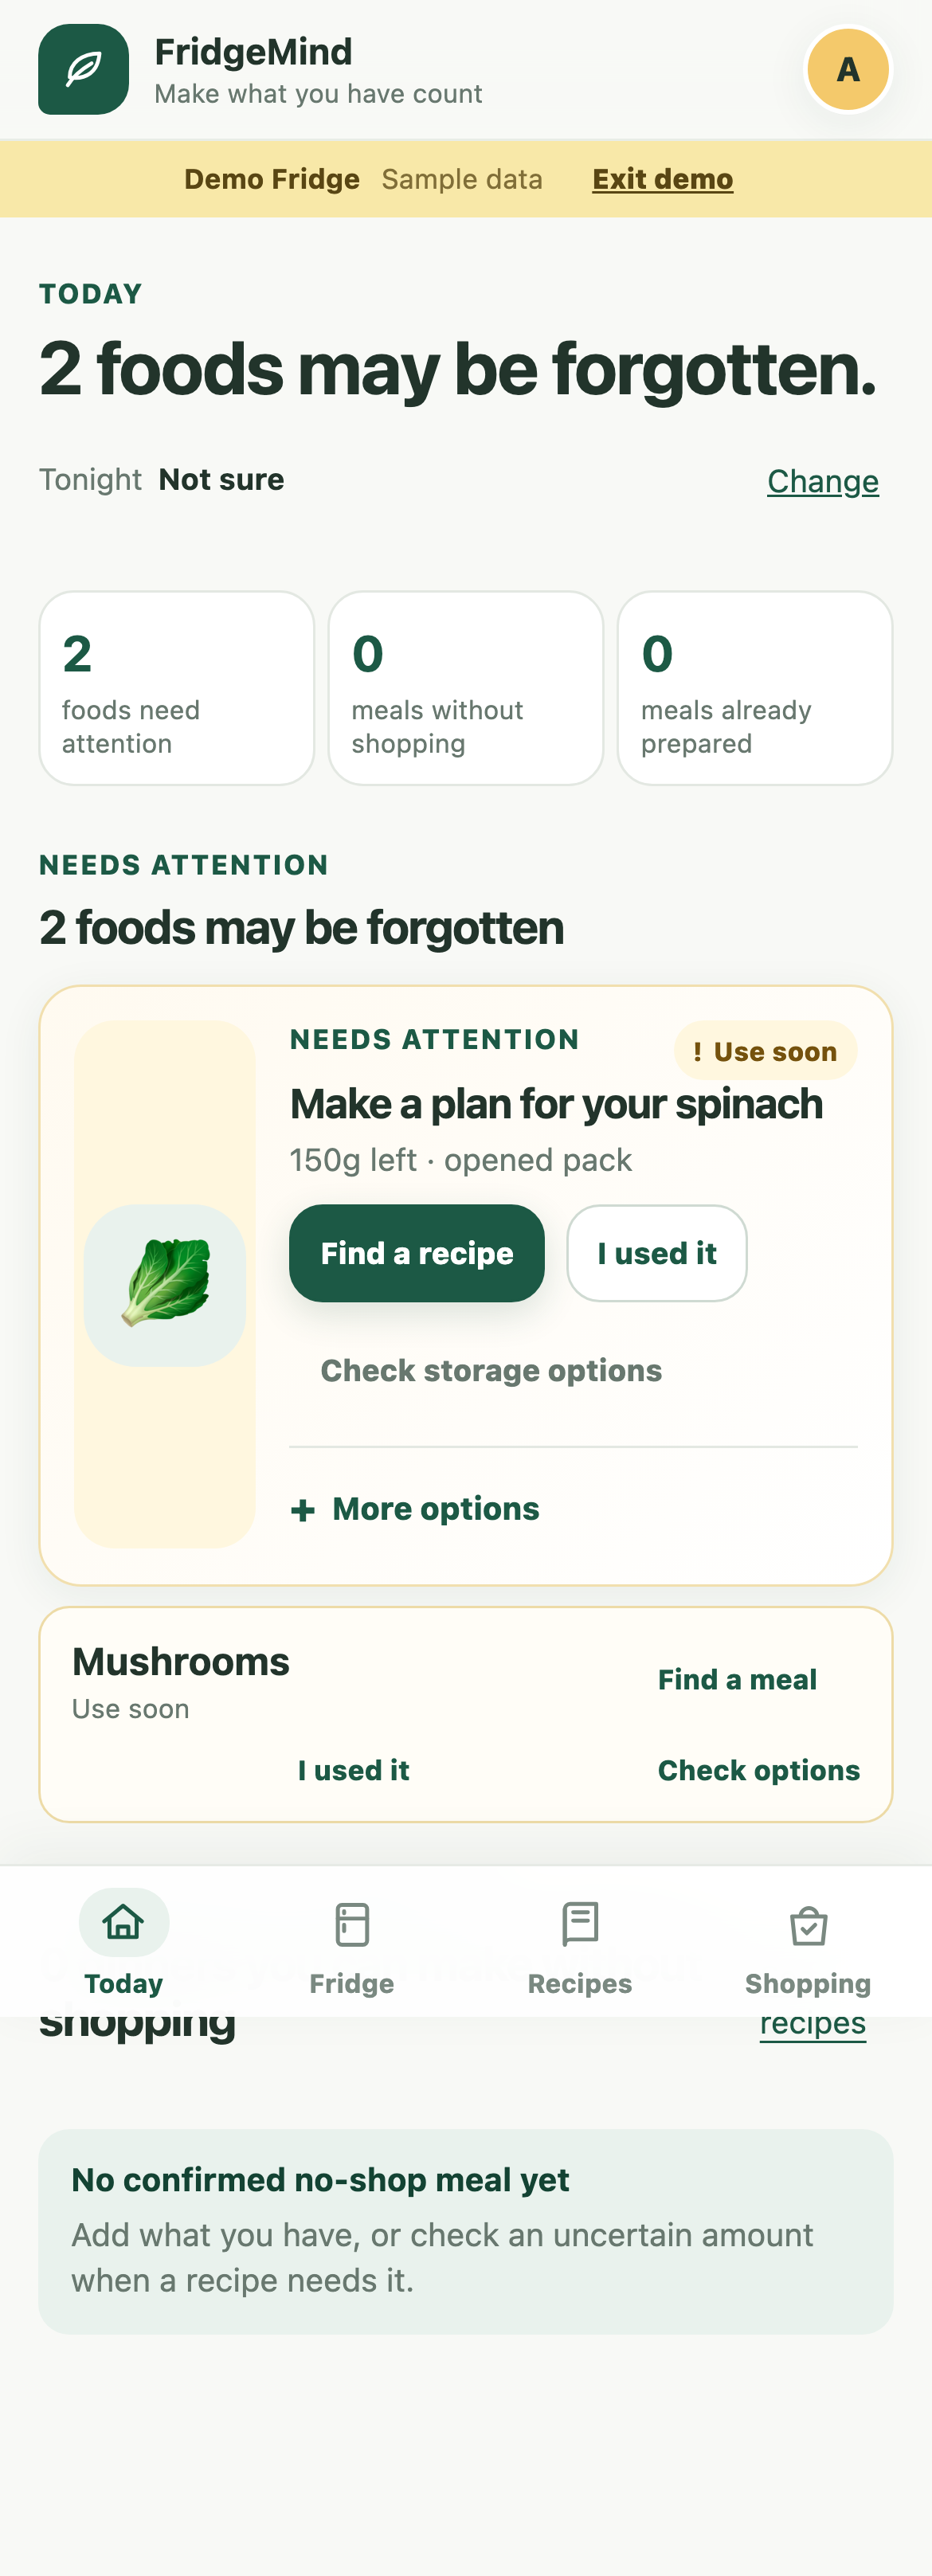 FridgeMind
Make what you have count
A
Demo Fridge Sample data Exit demo
TODAY
2 foods may be forgotten.
Tonight Not sure Change
2
foods need
attention
0
meals without
shopping
0
meals already
prepared
NEEDS ATTENTION
2 foods may be forgotten
NEEDS ATTENTION
! Use soon
Make a plan for your spinach
150g left · opened pack
Find a recipe
I used it
Check storage options
+ More options
Mushrooms
Use soon
Find a meal
I used it
Check options
Today
Fridge
Recipes
Shopping
shopping
recipes
No confirmed no-shop meal yet
Add what you have, or check an uncertain amount
when a recipe needs it.